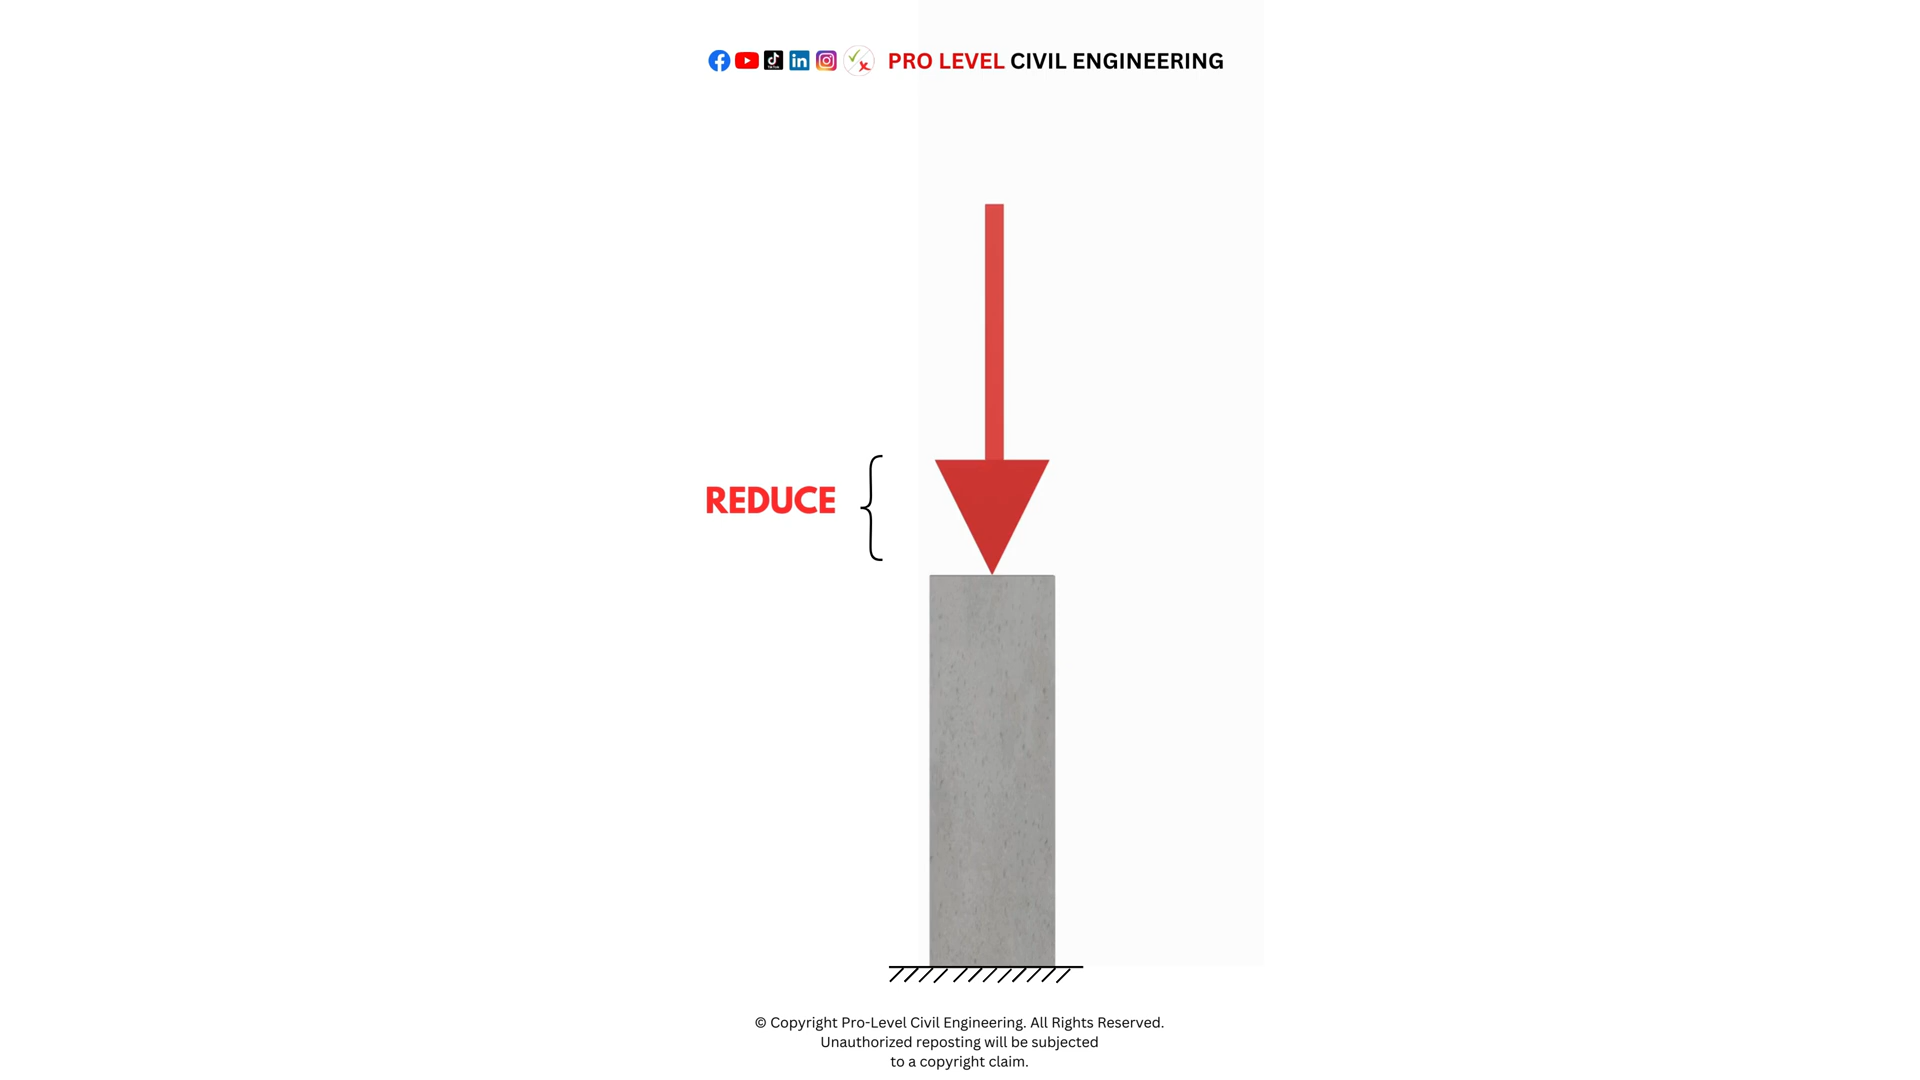 PRO LEVEL CIVIL ENGINEERING
REDUCE
© Copyright Pro-Level Civil Engineering. All Rights Reserved.
Unauthorized reposting will be subjected
to a copyright claim.